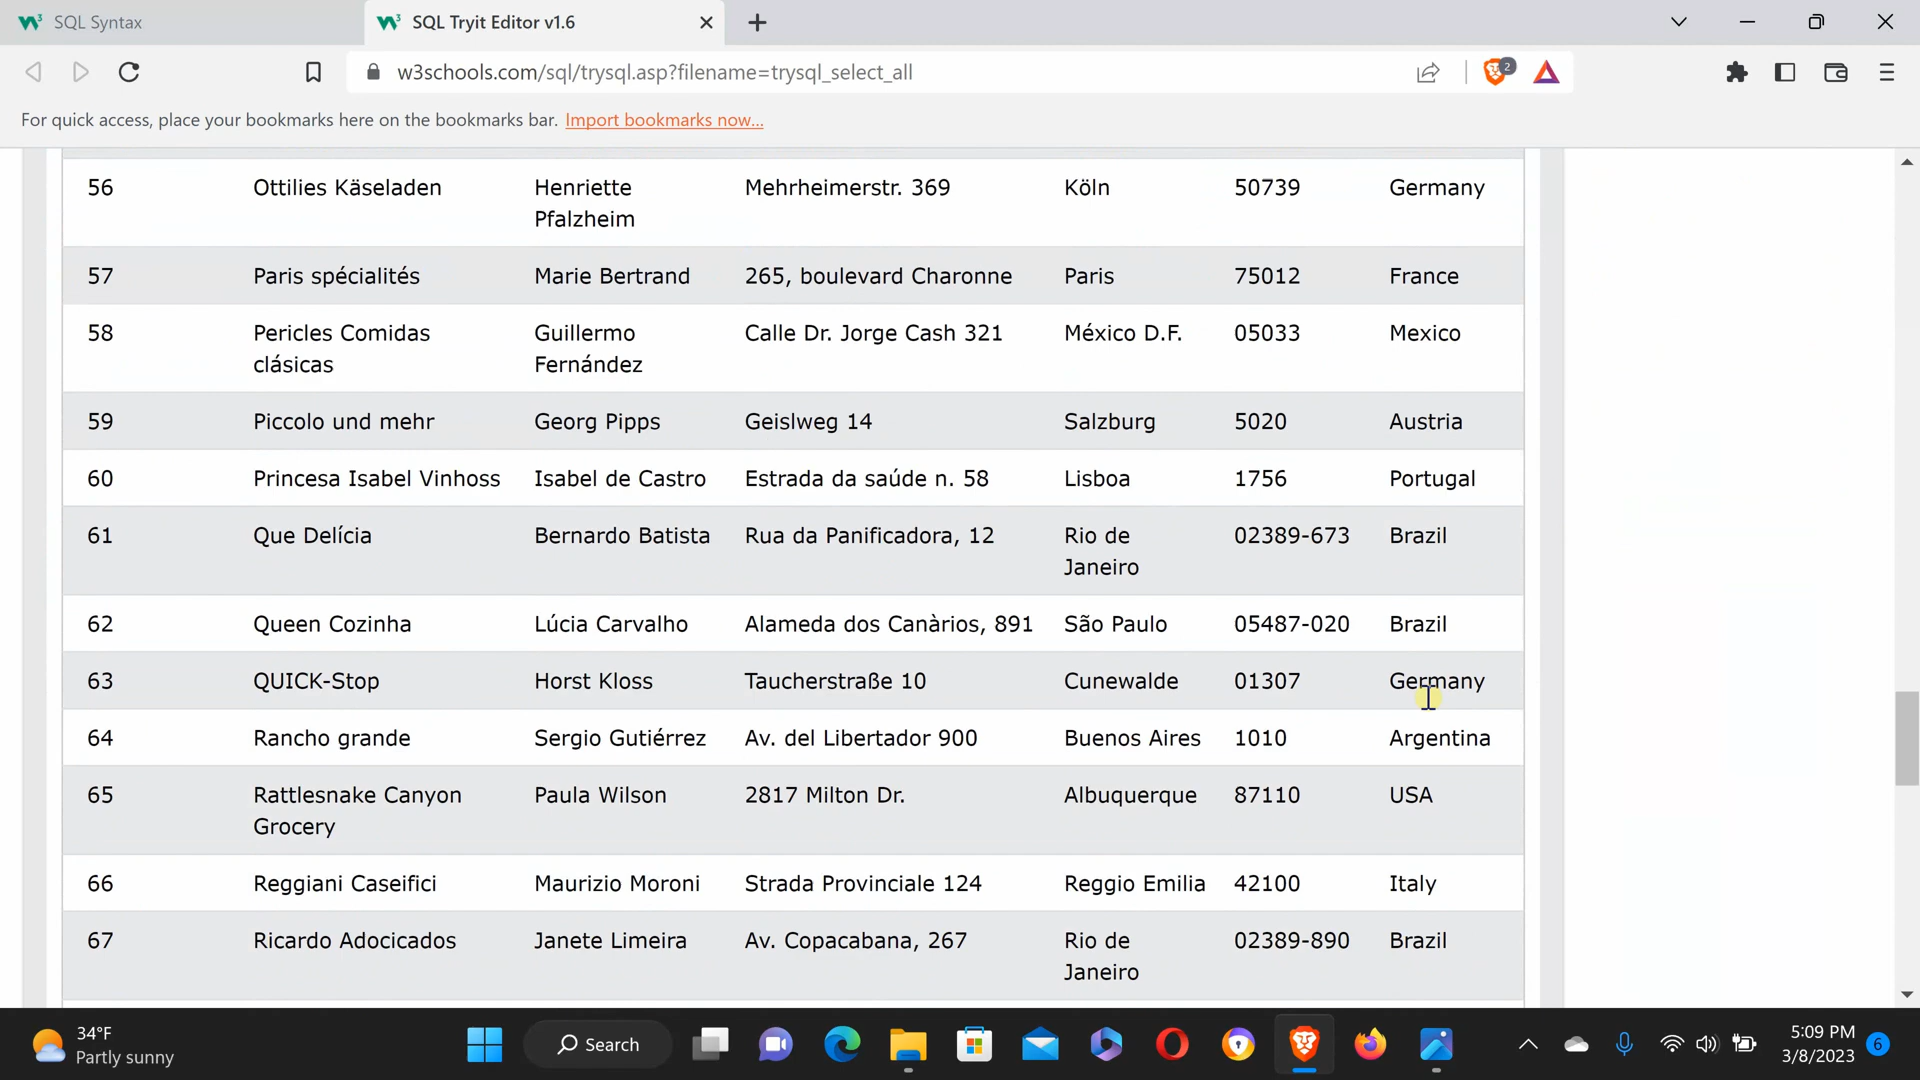 SQL Syntax
SQL Tryit Editor v1.6
w3schools.com/sql/trysql.asp?filename=trysql_select_all
2
For quick access, place your bookmarks here on the bookmarks bar. Import bookmarks now...
56 Ottilies Käseladen Henriette Mehrheimerstr. 369 Köln 50739 Germany
Pfalzheim
57 Paris spécialités Marie Bertrand 265, boulevard Charonne Paris 75012 France
58 Pericles Comidas Guillermo Calle Dr. Jorge Cash 321 México D.F. 05033 Mexico
clásicas Fernández
59 Piccolo und mehr Georg Pipps Geislweg 14 Salzburg 5020 Austria
60 Princesa Isabel Vinhoss Isabel de Castro Estrada da saúde n. 58 Lisboa 1756 Portugal
61 Que Delícia Bernardo Batista Rua da Panificadora, 12 Rio de 02389-673 Brazil
Janeiro
62 Queen Cozinha Lúcia Carvalho Alameda dos Canàrios, 891 São Paulo 05487-020 Brazil
63 QUICK-Stop Horst Kloss Taucherstraße 10 Cunewalde 01307 Germany
64 Rancho grande Sergio Gutiérrez Av. del Libertador 900 Buenos Aires 1010 Argentina
65 Rattlesnake Canyon Paula Wilson 2817 Milton Dr. Albuquerque 87110 USA
Grocery
66 Reggiani Caseifici Maurizio Moroni Strada Provinciale 124 Reggio Emilia 42100 Italy
67 Ricardo Adocicados Janete Limeira Av. Copacabana, 267 Rio de 02389-890 Brazil
Janeiro
34°F
Partly sunny
Search
5:09 PM
3/8/2023
6